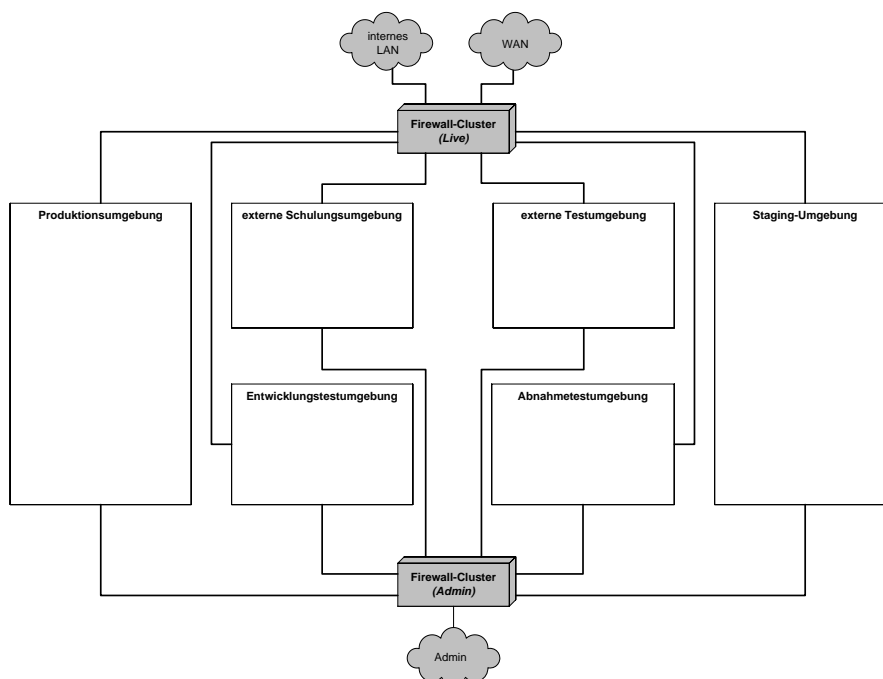 internes
LAN
WAN
Firewall-Cluster
(Live)
Produktionsumgebung
externe Schulungsumgebung
externe Testumgebung
Staging-Umgebung
Entwicklungstestumgebung
Abnahmetestumgebung
Firewall-Cluster
(Admin)
Admin